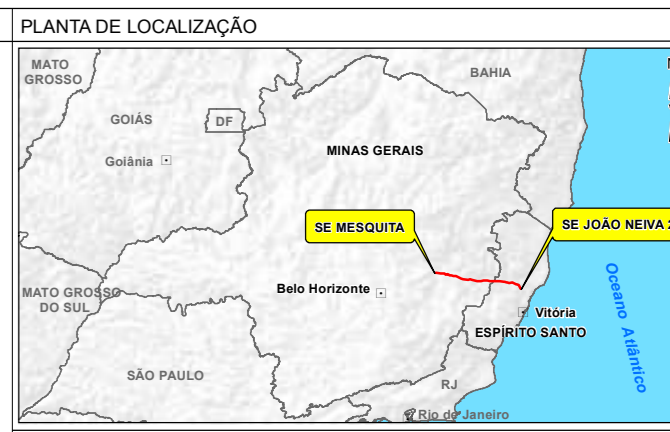 PLANTA DE LOCALIZAÇÃO
MATO
GROSSO
BAHIA
GOIÁS
DF
Goiânia
MINAS GERAIS
SE MESQUITA
SE JOÃO NEIVA 2
Belo Horizonte
MATO GROSSO
DO SUL
Vitória
ESPÍRITO SANTO
Oceano Atlântico
SÃO PAULO
RJ
Rio de Janeiro